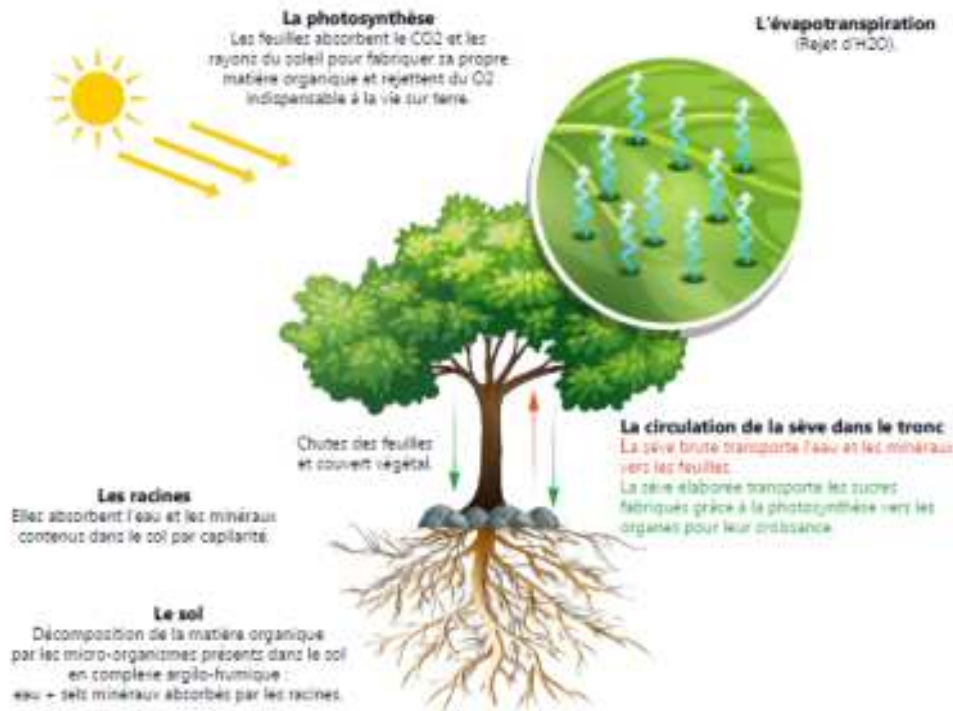 La photosynthèse
Les feuilles absorbent le CO2 et les
rayons du soleil pour fabriquer sa propre
matière organique et rejettent du O2
indispensable à la vie sur terre.
L'évapotranspiration
(Rejet d'H2O).
Chutes des feuilles
et couvert végétal.
La circulation de la sève dans le tronc
La sève brute transporte l'eau et les minéraux
vers les feuilles.
La sève élaborée transporte les sucres
fabriqués grâce à la photosynthèse vers les
organes pour leur croissance.
Les racines
Elles absorbent l'eau et les minéraux
contenus dans le sol par capilarité.
Le sol
Décomposition de la matière organique
par les micro-organismes présents dans le sol
en complexe argilo-humique :
eau + sels minéraux absorbés par les racines.